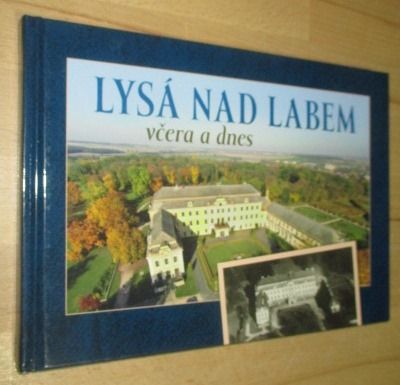 LYSÁ NAD LABEM
včera a dnes